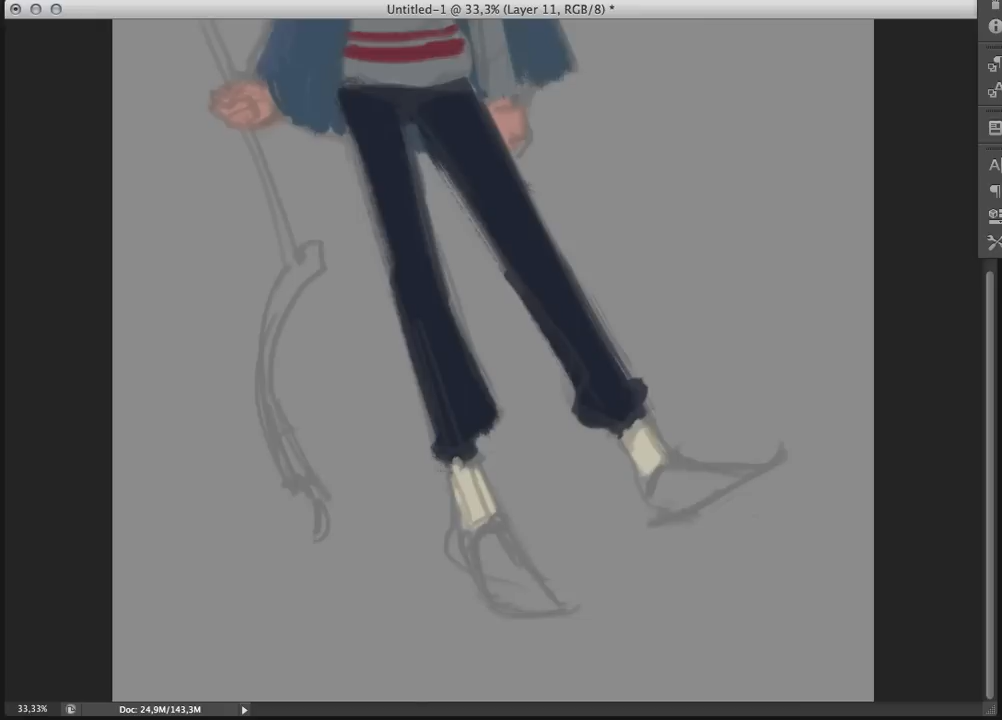 Untitled-1 @ 33,3% (Layer 11, RGB/8) *
33,33%
Doc: 24,9M/143,3M